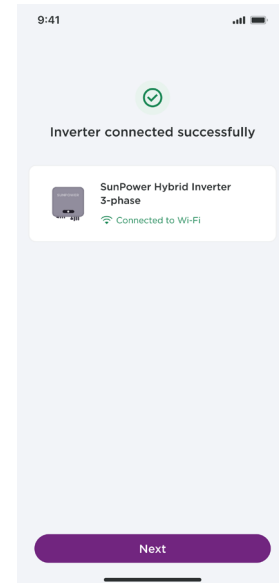 9:41
Inverter connected successfully
SunPower Hybrid Inverter
3-phase
Connected to Wi-Fi
Next